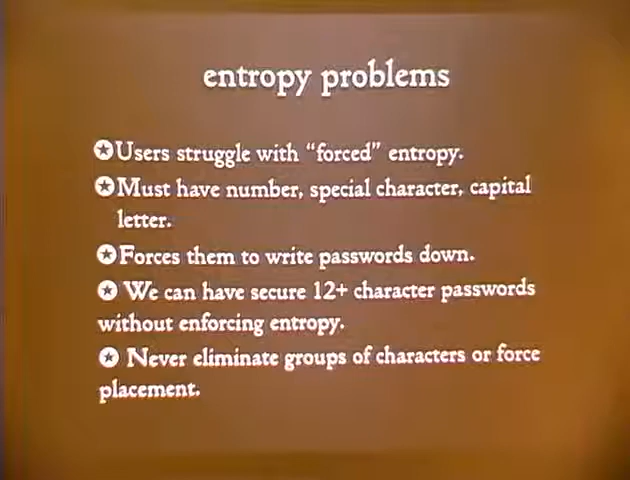 entropy problems
Users struggle with “forced” entropy.
Must have number, special character, capital
letter.
Forces them to write passwords down.
We can have secure 12+ character passwords
without enforcing entropy.
Never eliminate groups of characters or force
placement.